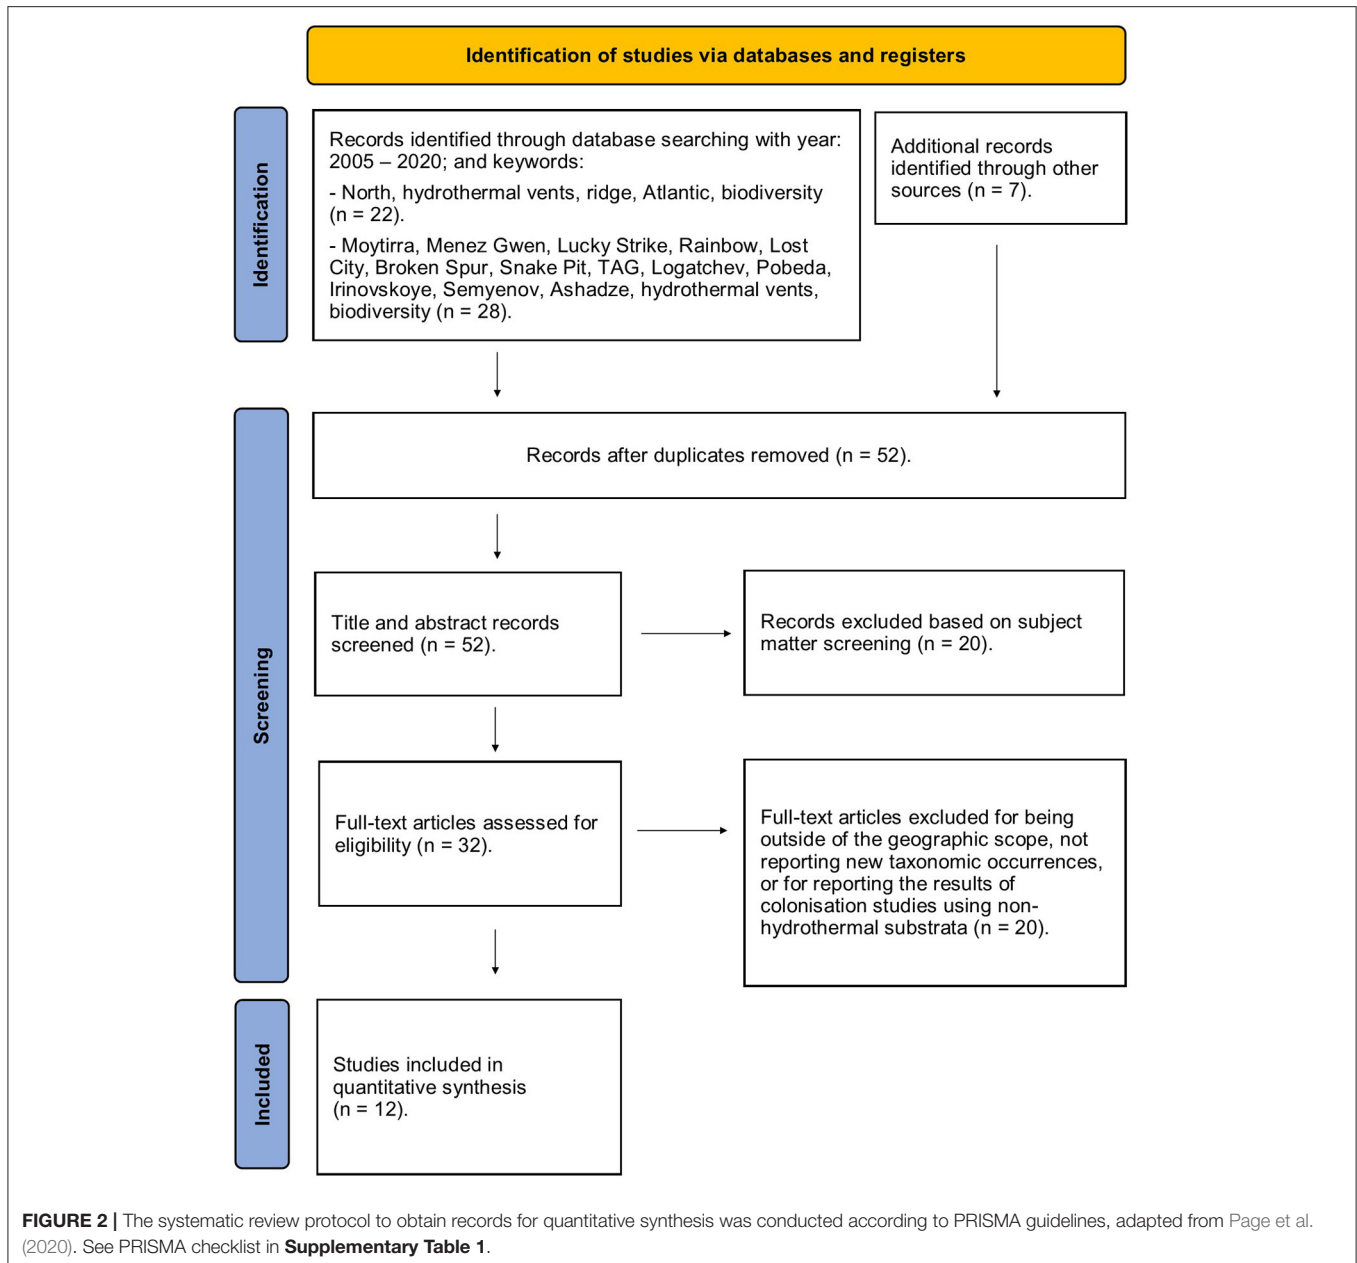 Identification of studies via databases and registers
Identification
Records identified through database searching with year:
2005 – 2020; and keywords:
- North, hydrothermal vents, ridge, Atlantic, biodiversity
(n = 22).
- Moytirra, Menez Gwen, Lucky Strike, Rainbow, Lost
City, Broken Spur, Snake Pit, TAG, Logatchev, Pobeda,
Irinovskoye, Semyenov, Ashadze, hydrothermal vents,
biodiversity (n = 28).
Additional records
identified through other
sources (n = 7).
Screening
Records after duplicates removed (n = 52).
Title and abstract records
screened (n = 52).
Records excluded based on subject
matter screening (n = 20).
Full-text articles assessed for
eligibility (n = 32).
Full-text articles excluded for being
outside of the geographic scope, not
reporting new taxonomic occurrences,
or for reporting the results of
colonisation studies using non-
hydrothermal substrata (n = 20).
Included
Studies included in
quantitative synthesis
(n = 12).
FIGURE 2 | The systematic review protocol to obtain records for quantitative synthesis was conducted according to PRISMA guidelines, adapted from Page et al.
(2020). See PRISMA checklist in Supplementary Table 1.